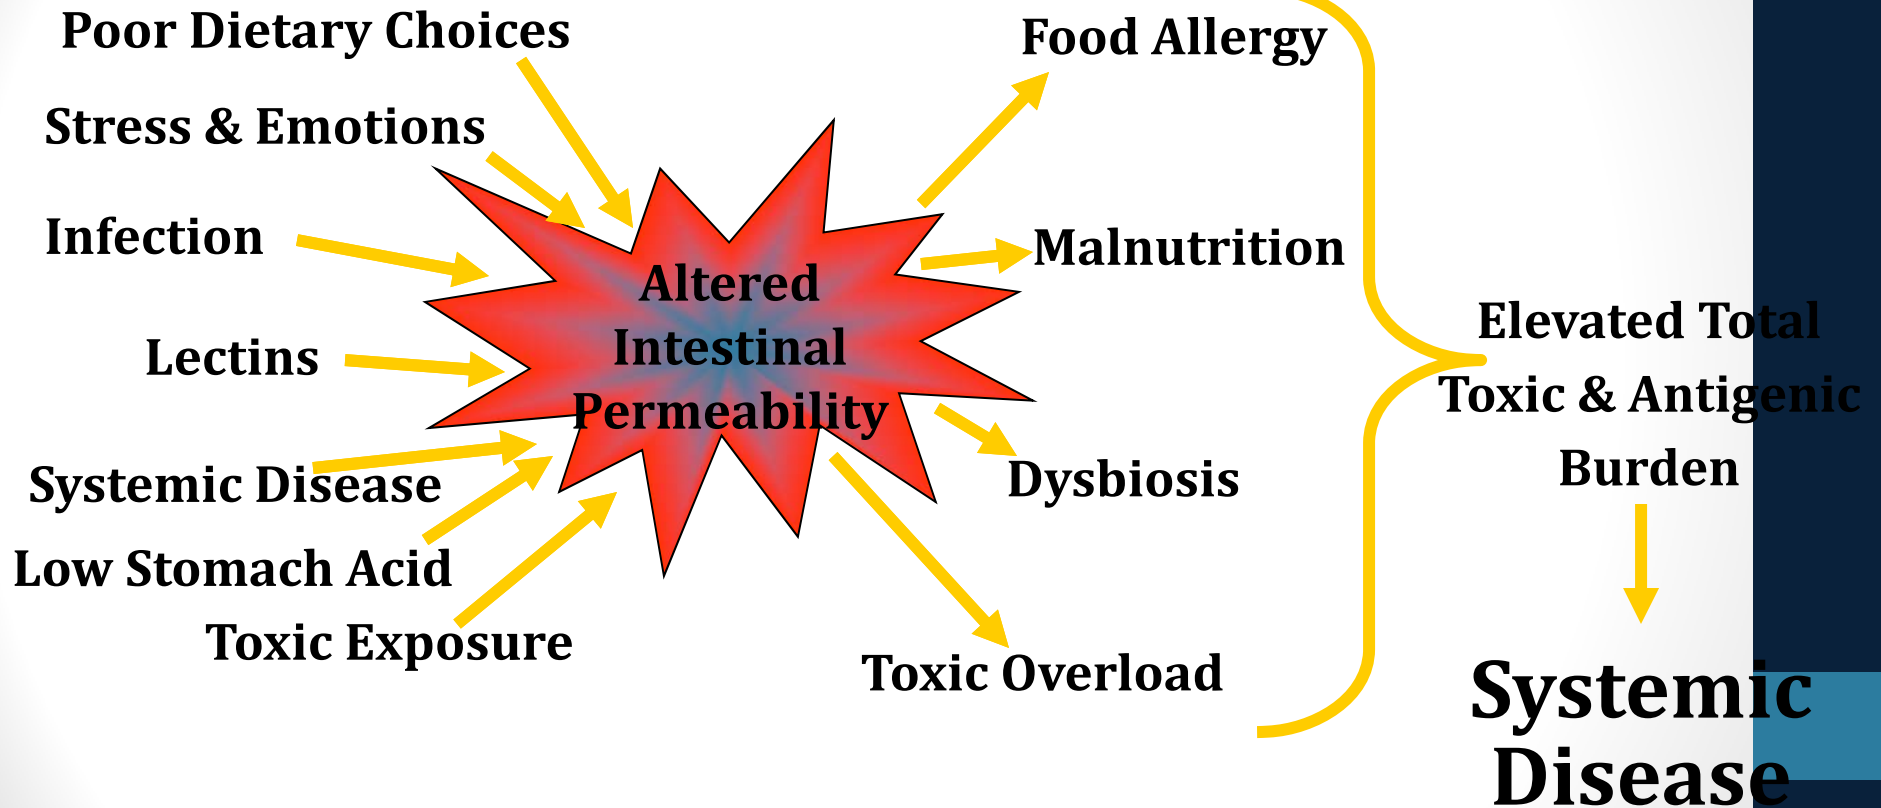 Poor Dietary Choices
Stress & Emotions
Infection
Lectins
Systemic Disease
Low Stomach Acid
Toxic Exposure
Altered
Intestinal
Permeability
Food Allergy
Malnutrition
Dysbiosis
Toxic Overload
Elevated Total
Toxic & Antigenic
Burden
Systemic
Disease